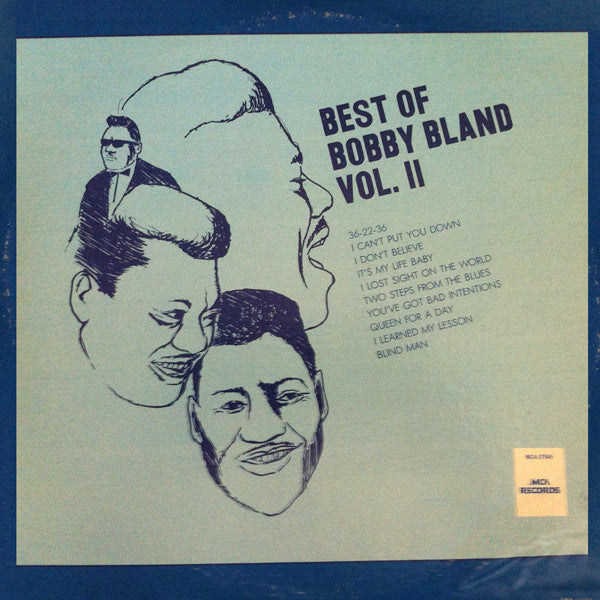 BEST OF
BOBBY BLAND
VOL. II
36-22-36
I CAN'T PUT YOU DOWN
I DON'T BELIEVE
IT'S MY LIFE BABY
I LOST SIGHT ON THE WORLD
TWO STEPS FROM THE BLUES
YOU'VE GOT BAD INTENTIONS
QUEEN FOR A DAY
I LEARNED MY LESSON
BLIND MAN
MCA RECORDS